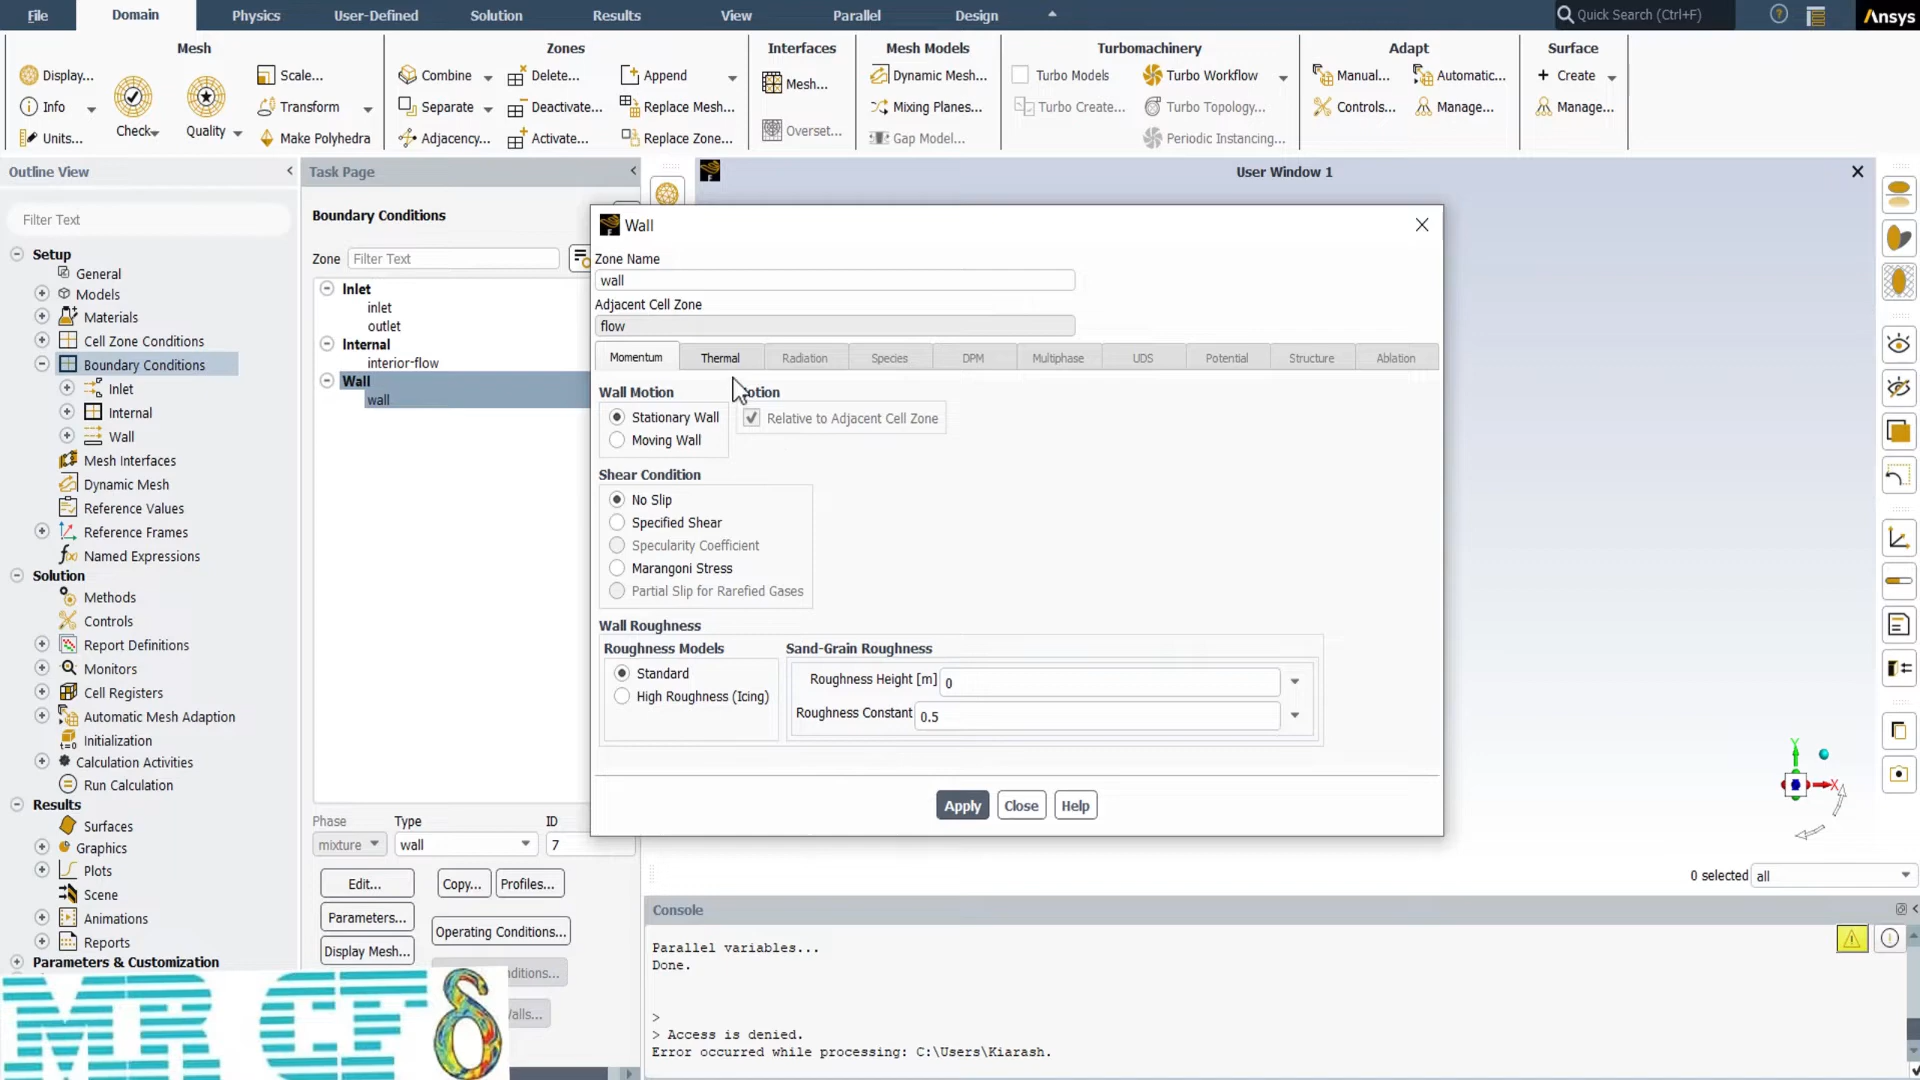 File Domain Physics User-Defined Solution Results View Parallel Design Quick Search (Ctrl+F) Ansys
Mesh Zones Interfaces Mesh Models Turbomachinery Adapt Surface
Display... Scale... Combine Delete... Append Mesh... Dynamic Mesh... Turbo Models Turbo Workflow Manual... Automatic... Create
Info Check Quality Transform Separate Deactivate... Replace Mesh... Mixing Planes... Turbo Create... Turbo Topology... Controls... Manage... Manage...
Units... Make Polyhedra Adjacency... Activate... Replace Zone... Overset... Gap Model... Periodic Instancing...
Outline View
Filter Text
Setup
General
Models
Materials
Cell Zone Conditions
Boundary Conditions
Inlet
Internal
Wall
Mesh Interfaces
Dynamic Mesh
Reference Values
Reference Frames
Named Expressions
Solution
Methods
Controls
Report Definitions
Monitors
Cell Registers
Automatic Mesh Adaption
Initialization
Calculation Activities
Run Calculation
Results
Surfaces
Graphics
Plots
Scene
Animations
Reports
Parameters & Customization
MR CF
Task Page
Boundary Conditions
Zone Filter Text
Inlet
inlet
outlet
Internal
interior-flow
Wall
wall
Phase Type ID
mixture wall 7
Edit... Copy... Profiles...
Parameters... Operating Conditions...
Display Mesh...
User Window 1
Wall
Zone Name
wall
Adjacent Cell Zone
flow
Momentum Thermal Radiation Species DPM Multiphase UDS Potential Structure Ablation
Wall Motion
Stationary Wall Relative to Adjacent Cell Zone
Moving Wall
Shear Condition
No Slip
Specified Shear
Specularity Coefficient
Marangoni Stress
Partial Slip for Rarefied Gases
Wall Roughness
Roughness Models Sand-Grain Roughness
Standard Roughness Height [m] 0
High Roughness (Icing) Roughness Constant 0.5
Apply Close Help
Y
X
0 selected all
Console
Parallel variables...
Done.
>
> Access is denied.
Error occurred while processing: C:\Users\Kiarash.